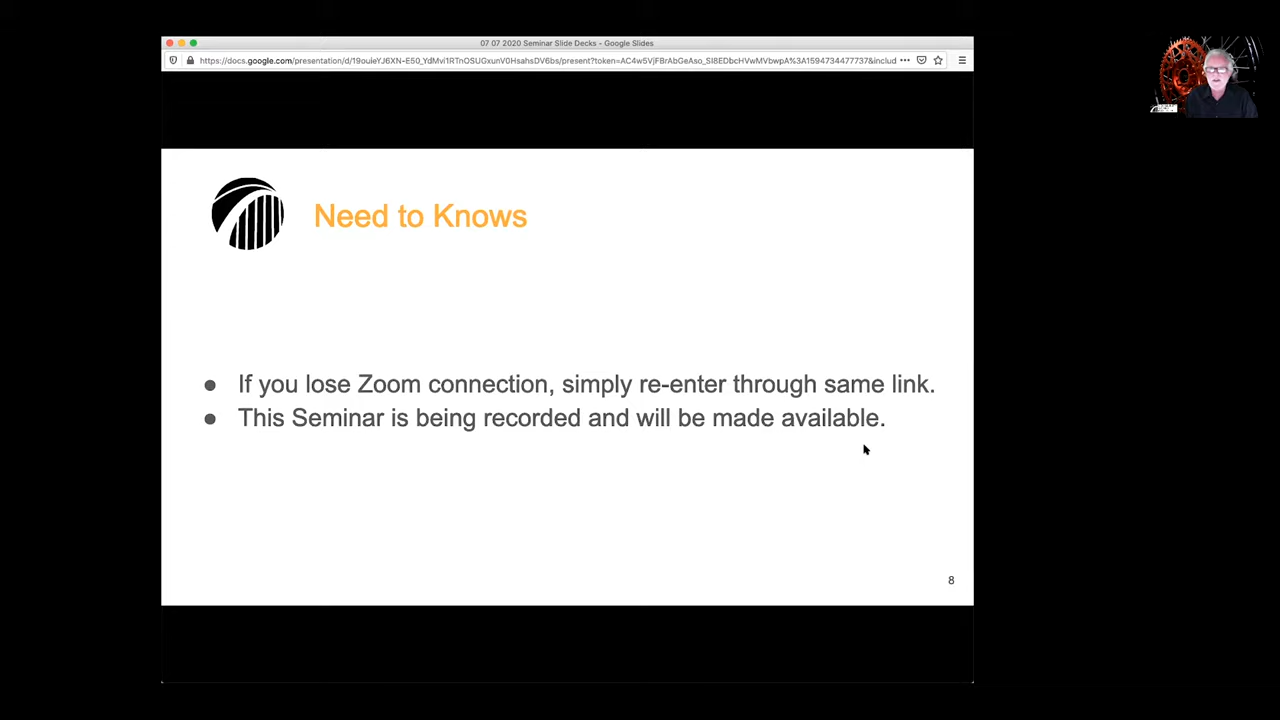 07 07 2020 Seminar Slide Decks - Google Slides
Need to Knows
● If you lose Zoom connection, simply re-enter through same link.
● This Seminar is being recorded and will be made available.
8